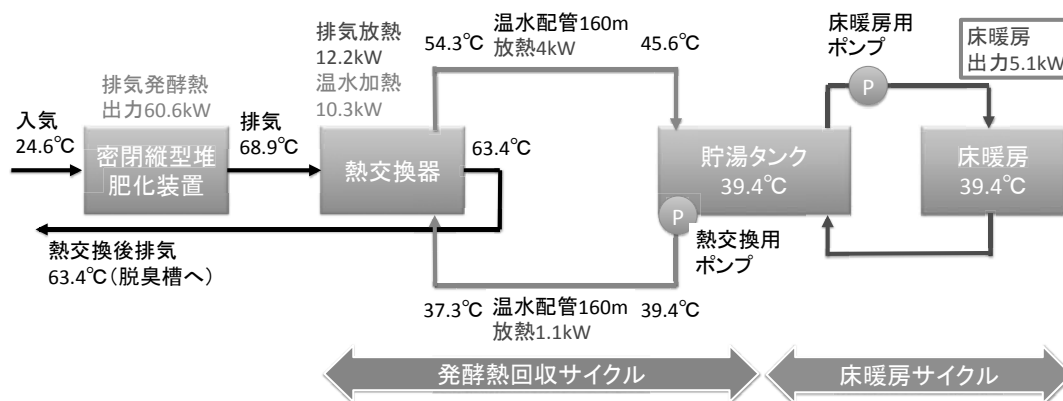 排気発酵熱
出力60.6kW
入気
24.6℃
密閉縦型堆
肥化装置
排気
68.9℃
排気放熱
12.2kW
温水加熱
10.3kW
熱交換器
63.4℃
熱交換後排気
63.4℃(脱臭槽へ)
54.3℃
温水配管160m
放熱4kW
45.6℃
37.3℃
温水配管160m
放熱1.1kW
39.4℃
貯湯タンク
39.4℃
P
熱交換用
ポンプ
床暖房用
ポンプ
P
床暖房
出力5.1kW
床暖房
39.4℃
発酵熱回収サイクル
床暖房サイクル